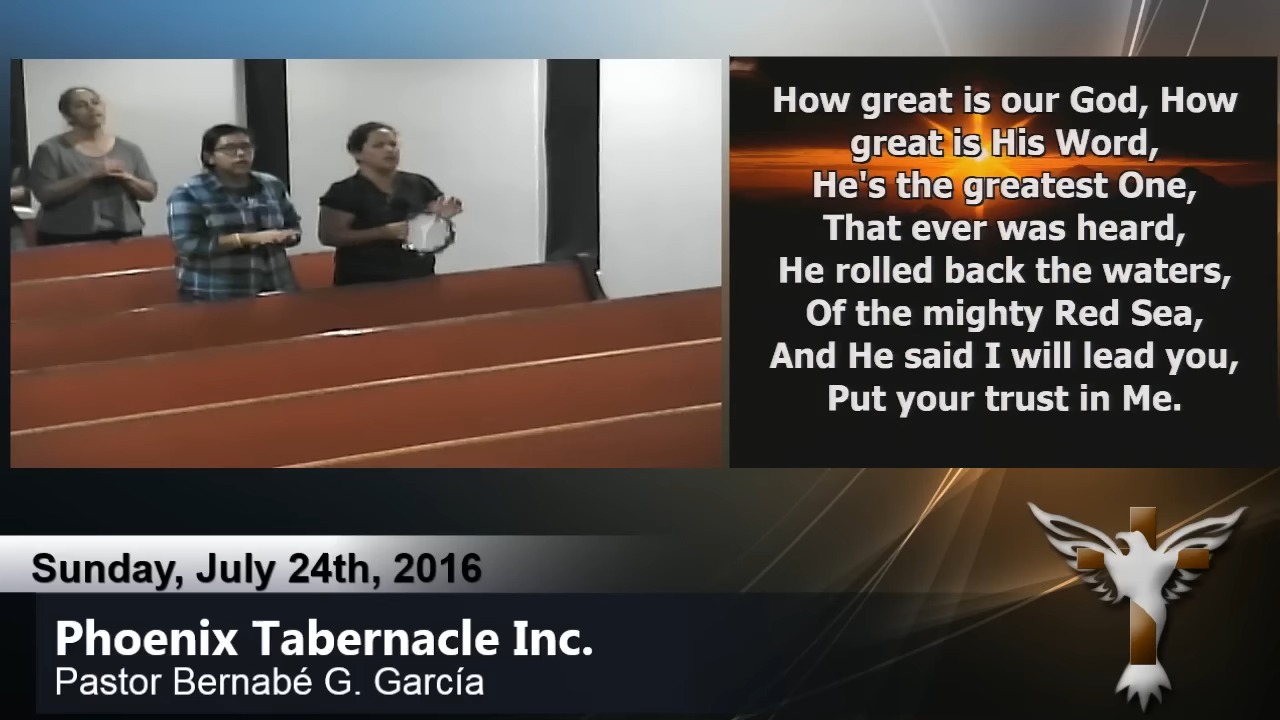 How great is our God, How
great is His Word,
He's the greatest One,
That ever was heard,
He rolled back the waters,
Of the mighty Red Sea,
And He said I will lead you,
Put your trust in Me.
Sunday, July 24th, 2016
Phoenix Tabernacle Inc.
Pastor Bernabé G. García